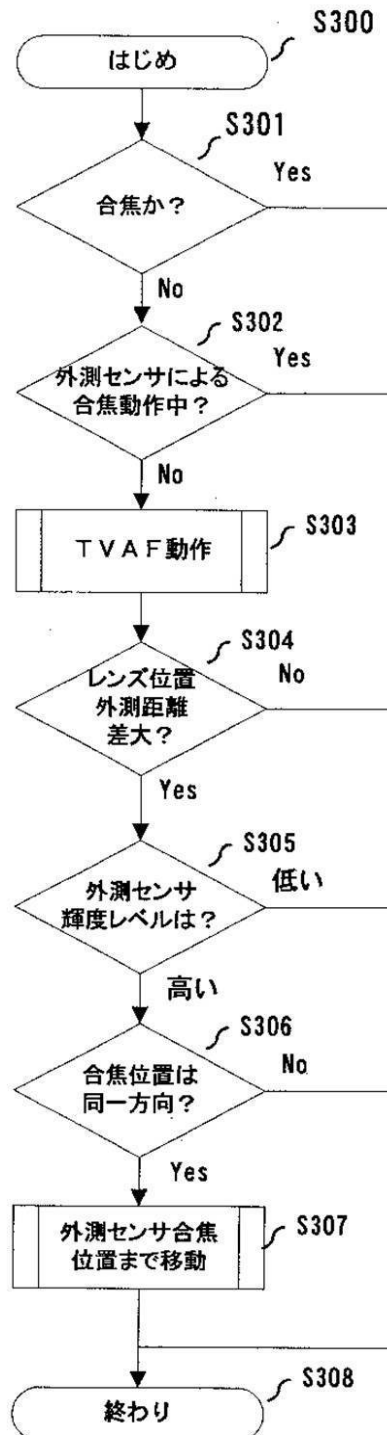 S300
はじめ
S301
合焦か？
Yes
No
S302
外測センサによる
合焦動作中？
Yes
No
S303
ＴＶＡＦ動作
S304
レンズ位置
外測距離
差大？
No
Yes
S305
外測センサ
輝度レベルは？
低い
高い
S306
合焦位置は
同一方向？
No
Yes
S307
外測センサ合焦
位置まで移動
S308
終わり